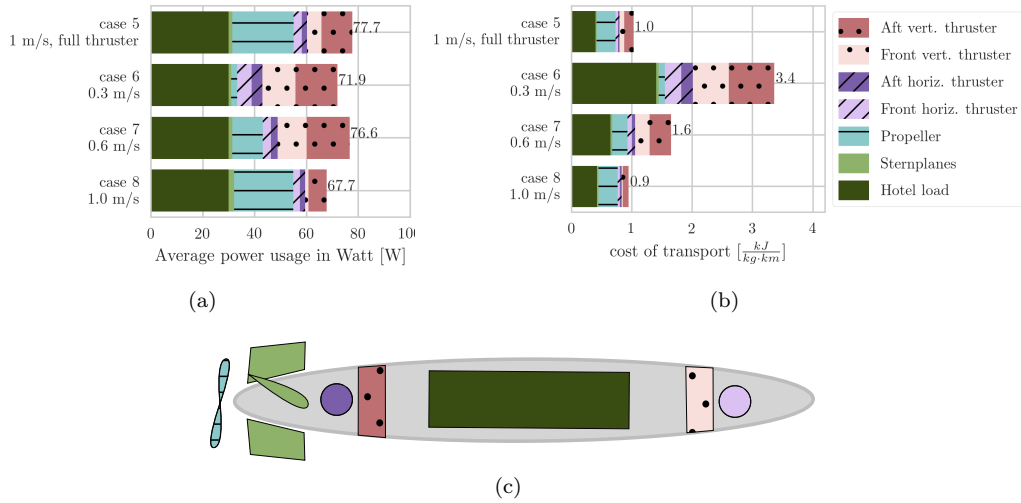 case 5
1 m/s, full thruster
77.7
case 6
0.3 m/s
71.9
case 7
0.6 m/s
76.6
case 8
1.0 m/s
67.7
0 20 40 60 80 100
Average power usage in Watt [W]
(a)
case 5
1 m/s, full thruster
1.0
case 6
0.3 m/s
3.4
case 7
0.6 m/s
1.6
case 8
1.0 m/s
0.9
0 1 2 3 4
cost of transport [kJ/kg·km]
(b)
Aft vert. thruster
Front vert. thruster
Aft horiz. thruster
Front horiz. thruster
Propeller
Sternplanes
Hotel load
(c)